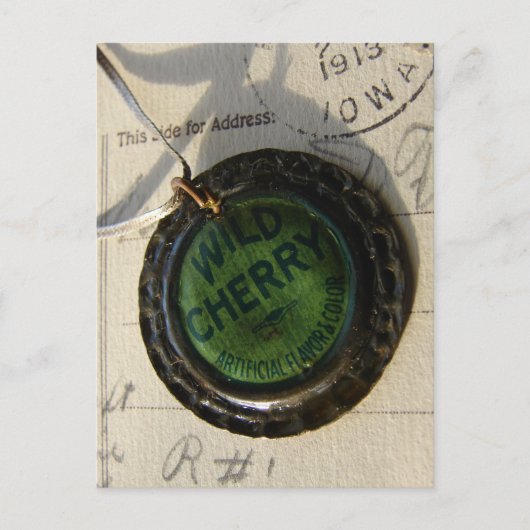 1913
IOWA
This Side for Address:
WILD
CHERRY
ARTIFICIAL FLAVOR & COLOR
R#1